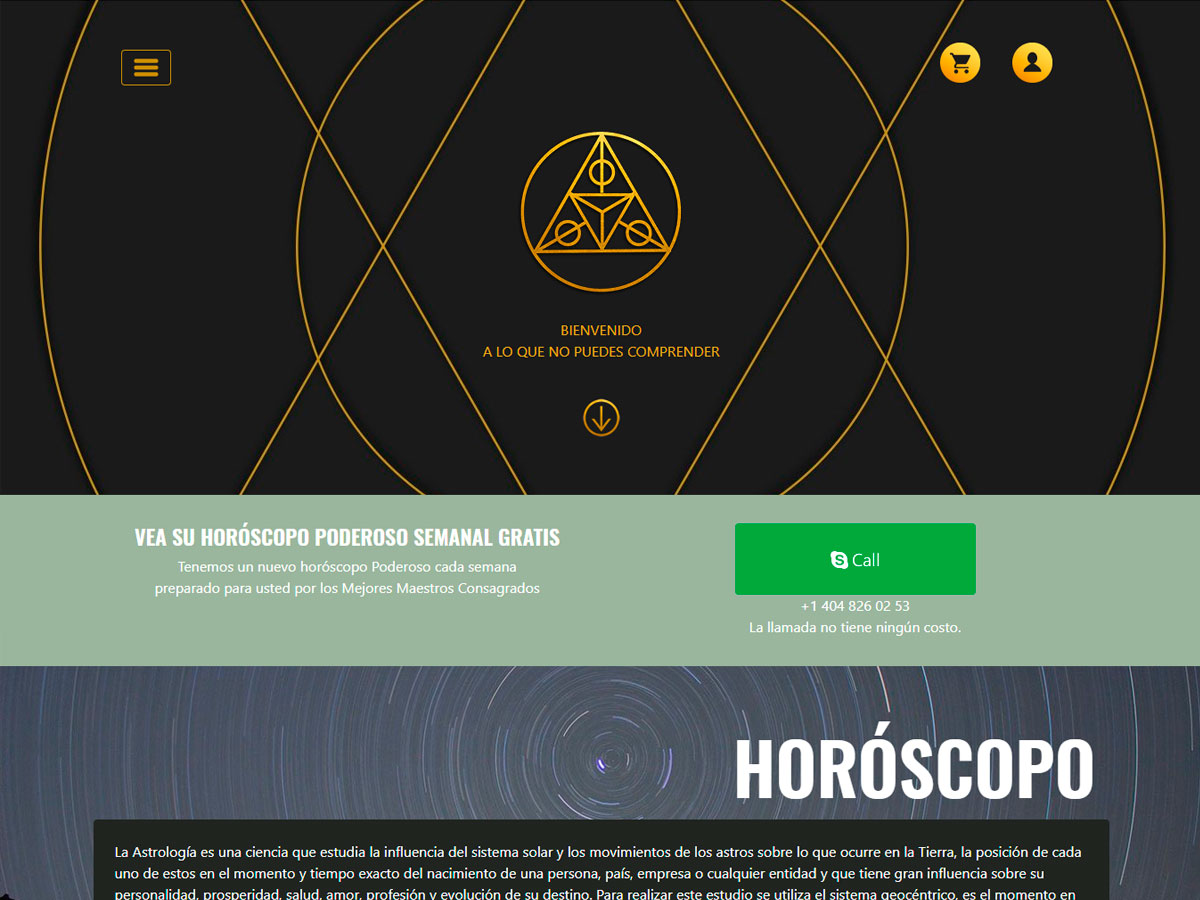 BIENVENIDO
A LO QUE NO PUEDES COMPRENDER
VEA SU HORÓSCOPO PODEROSO SEMANAL GRATIS
Tenemos un nuevo horóscopo Poderoso cada semana
preparado para usted por los Mejores Maestros Consagrados
Call
+1 404 826 02 53
La llamada no tiene ningún costo.
HORÓSCOPO
La Astrología es una ciencia que estudia la influencia del sistema solar y los movimientos de los astros sobre lo que ocurre en la Tierra, la posición de cada
uno de estos en el momento y tiempo exacto del nacimiento de una persona, país, empresa o cualquier entidad y que tiene gran influencia sobre su
personalidad, prosperidad, salud, amor, profesión y evolución de su destino. Para realizar este estudio se utiliza el sistema geocéntrico, es el momento en